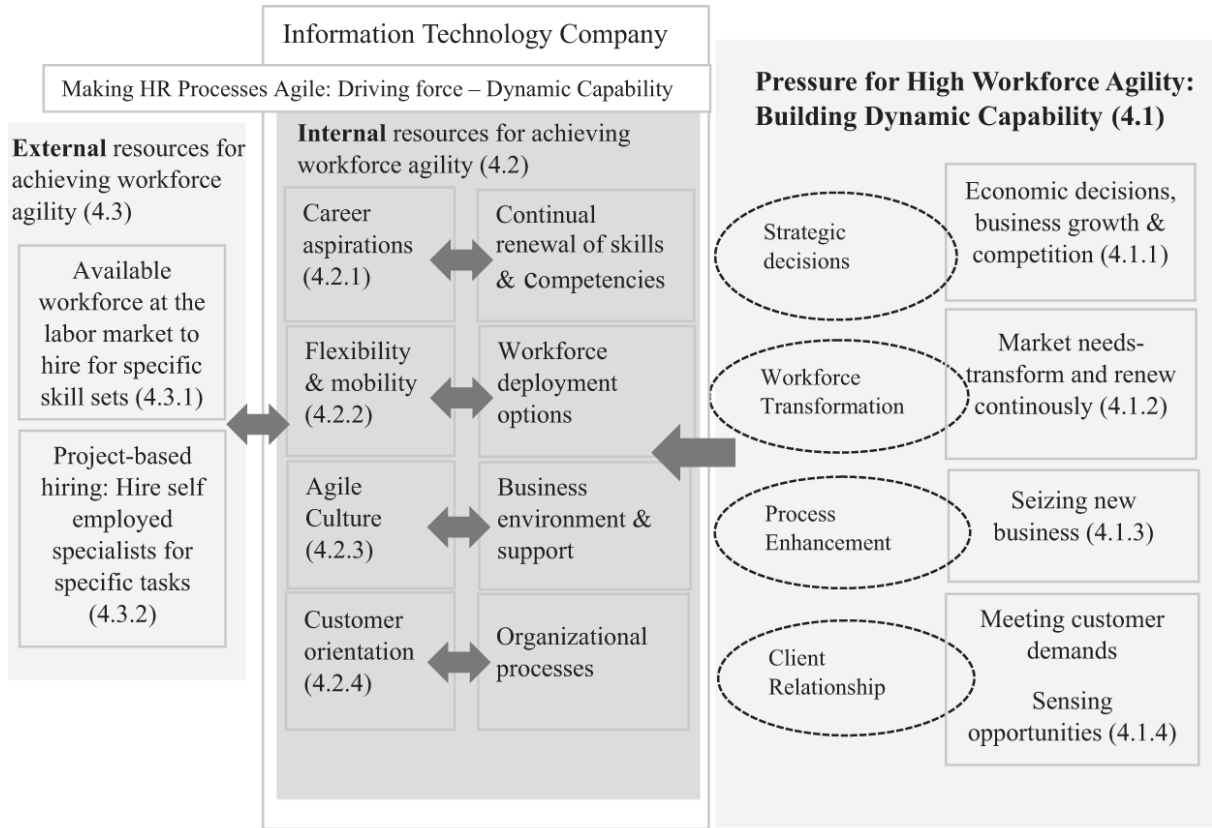 Information Technology Company
Making HR Processes Agile: Driving force – Dynamic Capability
External resources for
achieving workforce
agility (4.3)
Available
workforce at the
labor market to
hire for specific
skill sets (4.3.1)
Project-based
hiring: Hire self
employed
specialists for
specific tasks
(4.3.2)
Internal resources for achieving
workforce agility (4.2)
Career
aspirations
(4.2.1)
Continual
renewal of skills
& competencies
Flexibility
& mobility
(4.2.2)
Workforce
deployment
options
Agile
Culture
(4.2.3)
Business
environment &
support
Customer
orientation
(4.2.4)
Organizational
processes
Pressure for High Workforce Agility:
Building Dynamic Capability (4.1)
Strategic
decisions
Economic decisions,
business growth &
competition (4.1.1)
Workforce
Transformation
Market needs-
transform and renew
continously (4.1.2)
Process
Enhancement
Seizing new
business (4.1.3)
Client
Relationship
Meeting customer
demands
Sensing
opportunities (4.1.4)